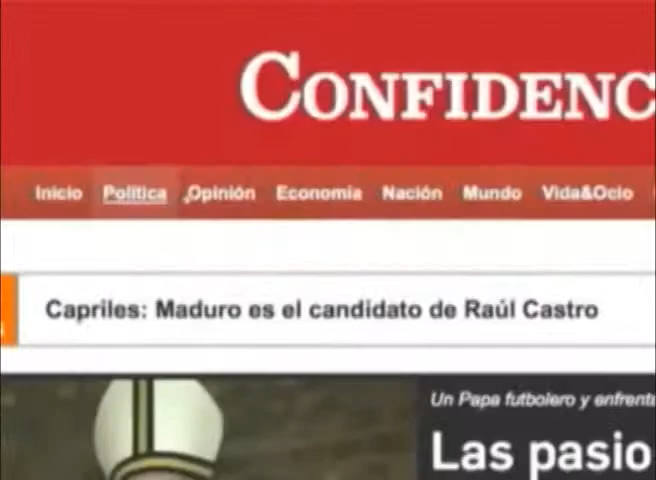 CONFIDENC
Inicio Política Opinión Economía Nación Mundo Vida&Ocio
Capriles: Maduro es el candidato de Raúl Castro
Un Papa futbolero y enfrenta
Las pasio